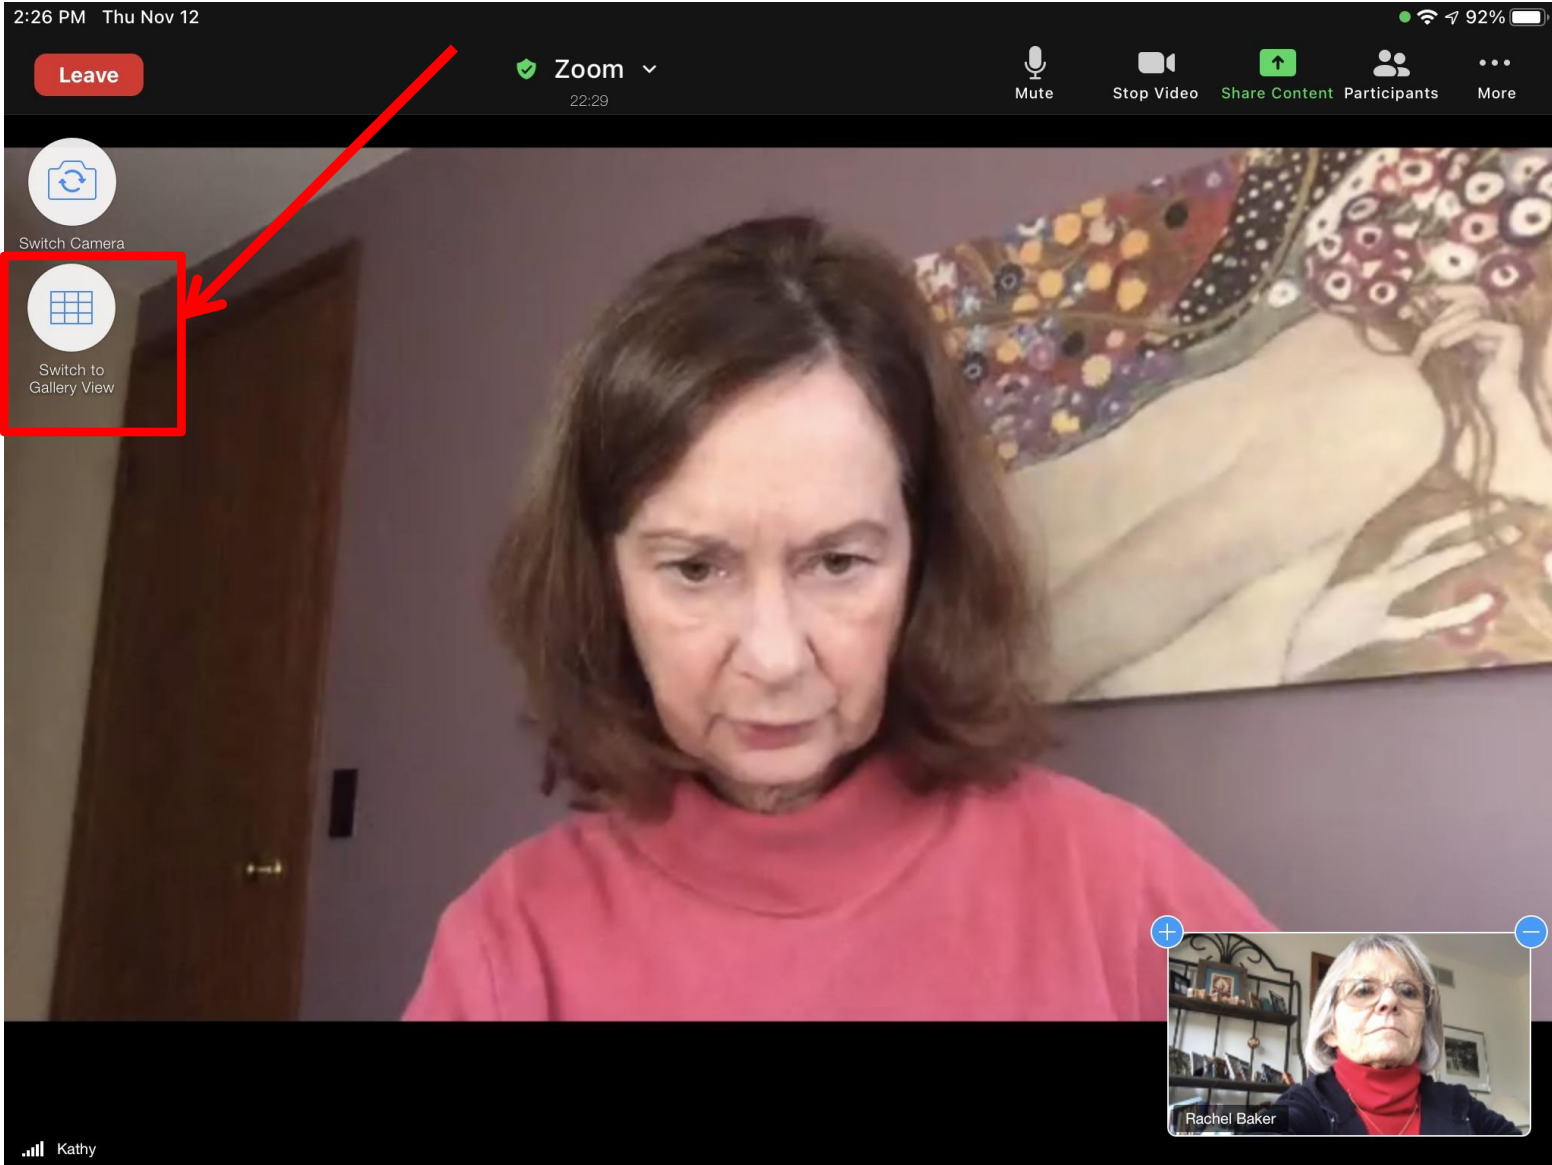 2:26 PM Thu Nov 12
92%
Leave
Zoom
22:29
Mute
Stop Video
Share Content
Participants
More
Switch Camera
Switch to
Gallery View
Rachel Baker
Kathy